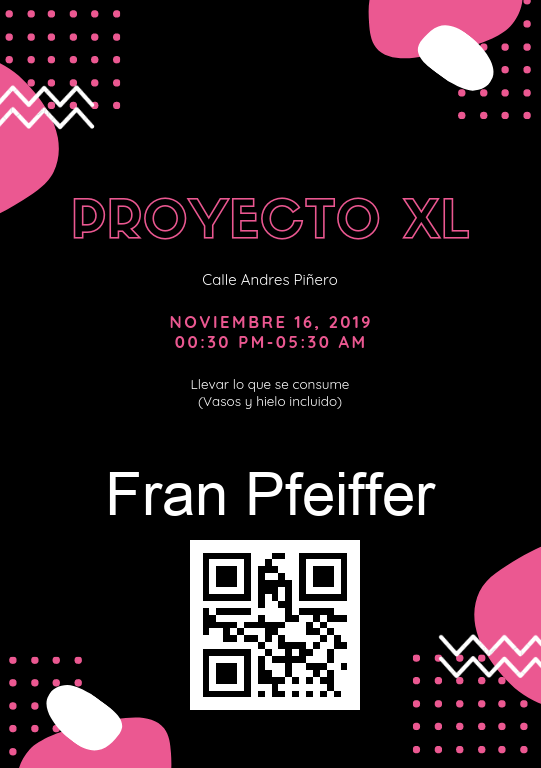 PROYECTO XL
Calle Andres Piñero
NOVIEMBRE 16, 2019
00:30 PM-05:30 AM
Llevar lo que se consume
(Vasos y hielo incluido)
Fran Pfeiffer